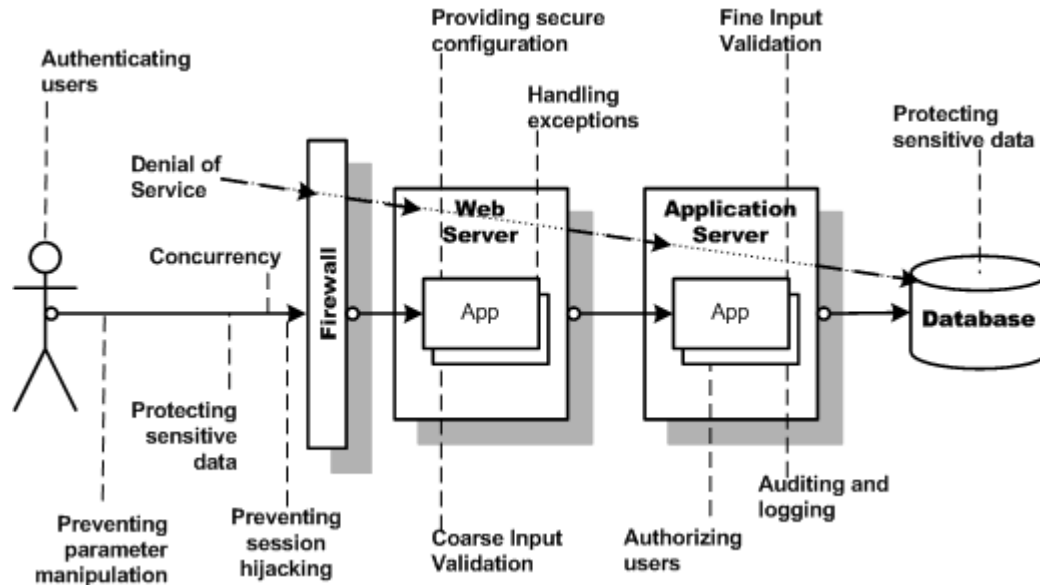 Providing secure
configuration
Fine Input
Validation
Authenticating
users
Handling
exceptions
Protecting
sensitive data
Denial of
Service
Web
Server
Application
Server
Concurrency
Firewall
App
App
Database
Protecting
sensitive
data
Preventing
parameter
manipulation
Preventing
session
hijacking
Coarse Input
Validation
Authorizing
users
Auditing and
logging